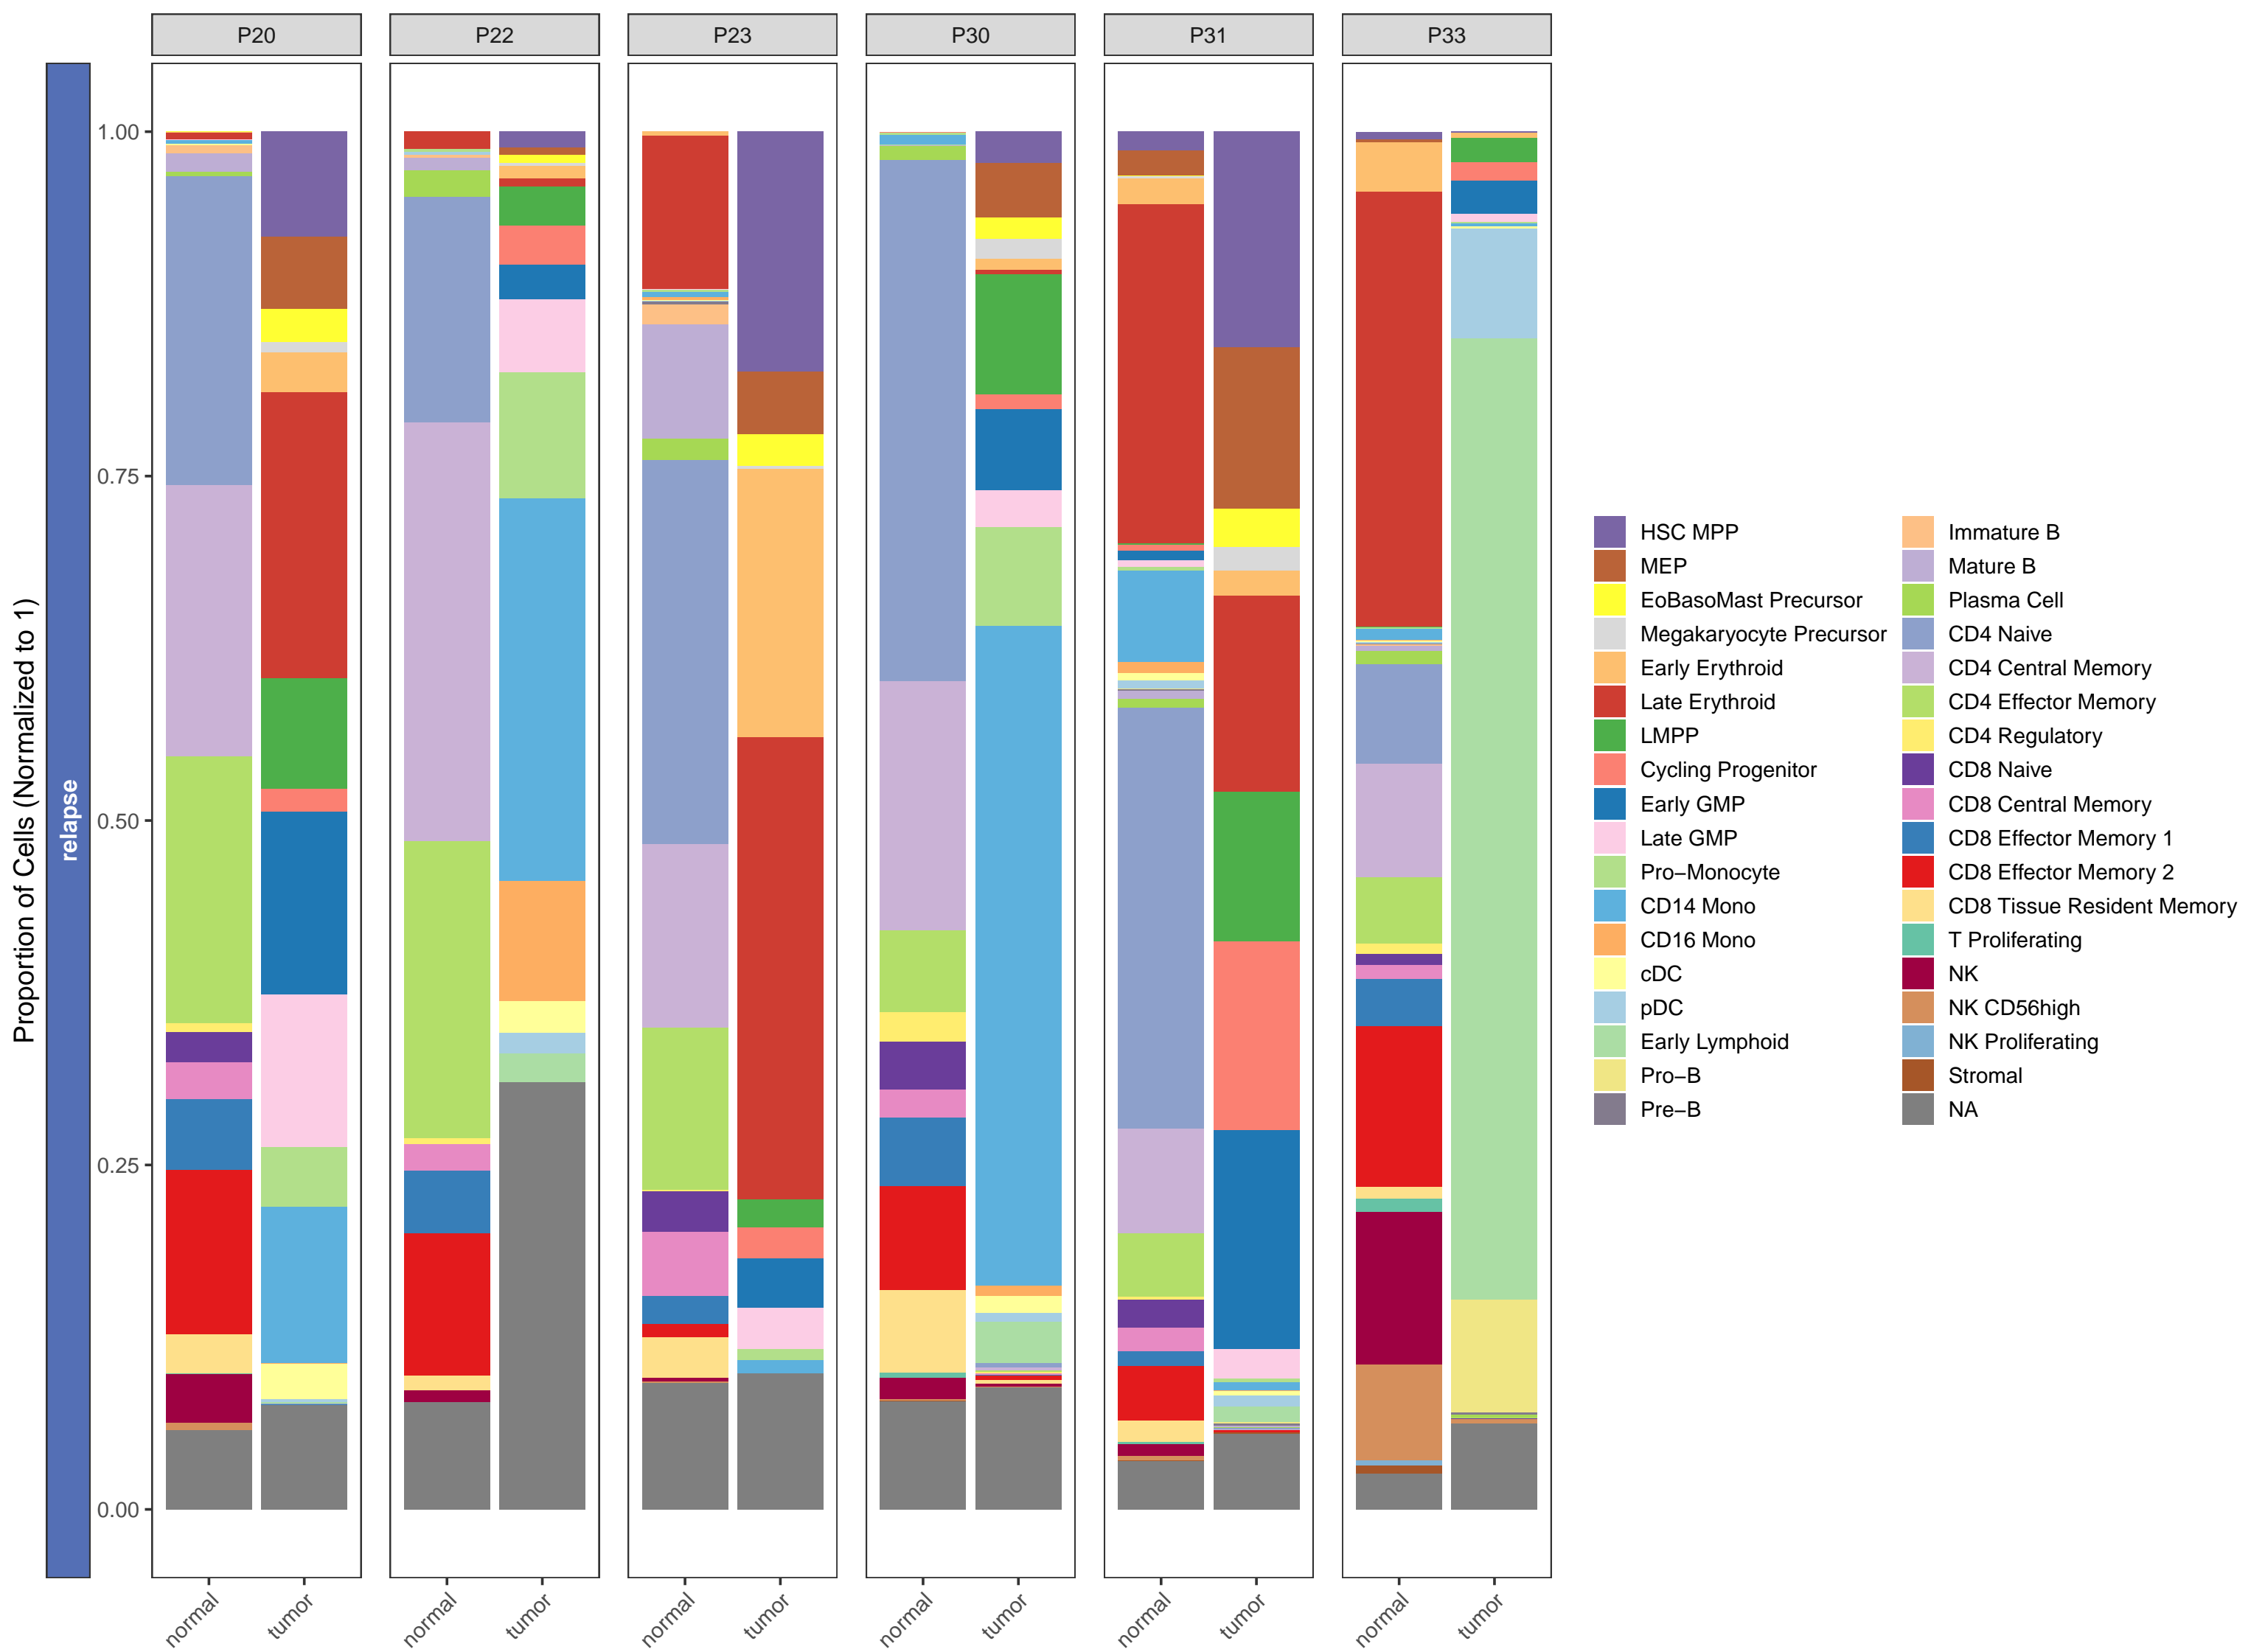 P20 P22 P23 P30 P31 P33
Proportion of Cells (Normalized to 1)
relapse
1.00
0.75
0.50
0.25
0.00
normal tumor normal tumor normal tumor normal tumor normal tumor normal tumor
HSC MPP
MEP
EoBasoMast Precursor
Megakaryocyte Precursor
Early Erythroid
Late Erythroid
LMPP
Cycling Progenitor
Early GMP
Late GMP
Pro−Monocyte
CD14 Mono
CD16 Mono
cDC
pDC
Early Lymphoid
Pro−B
Pre−B
Immature B
Mature B
Plasma Cell
CD4 Naive
CD4 Central Memory
CD4 Effector Memory
CD4 Regulatory
CD8 Naive
CD8 Central Memory
CD8 Effector Memory 1
CD8 Effector Memory 2
CD8 Tissue Resident Memory
T Proliferating
NK
NK CD56high
NK Proliferating
Stromal
NA